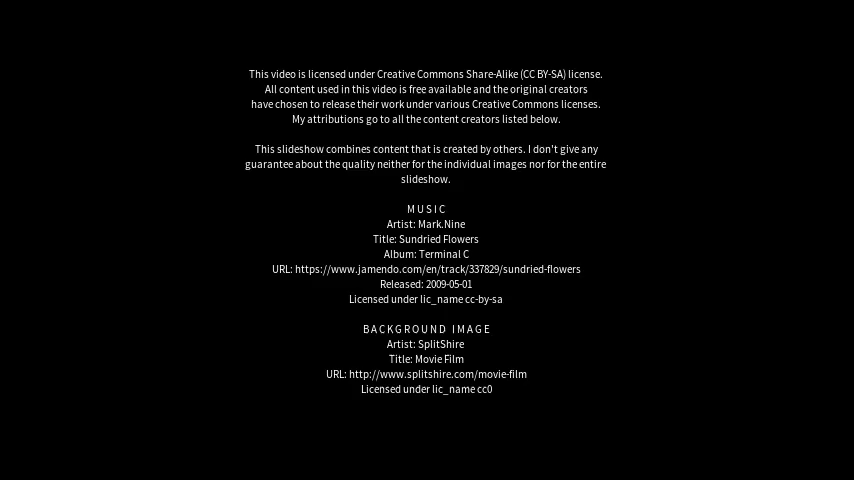 This video is licensed under Creative Commons Share-Alike (CC BY-SA) license.
All content used in this video is free available and the original creators
have chosen to release their work under various Creative Commons licenses.
My attributions go to all the content creators listed below.
This slideshow combines content that is created by others. I don't give any
guarantee about the quality neither for the individual images nor for the entire
slideshow.
MUSIC
Artist: Mark.Nine
Title: Sundried Flowers
Album: Terminal C
URL: https://www.jamendo.com/en/track/337829/sundried-flowers
Released: 2009-05-01
Licensed under lic_name cc-by-sa
BACKGROUND IMAGE
Artist: SplitShire
Title: Movie Film
URL: http://www.splitshire.com/movie-film
Licensed under lic_name cc0